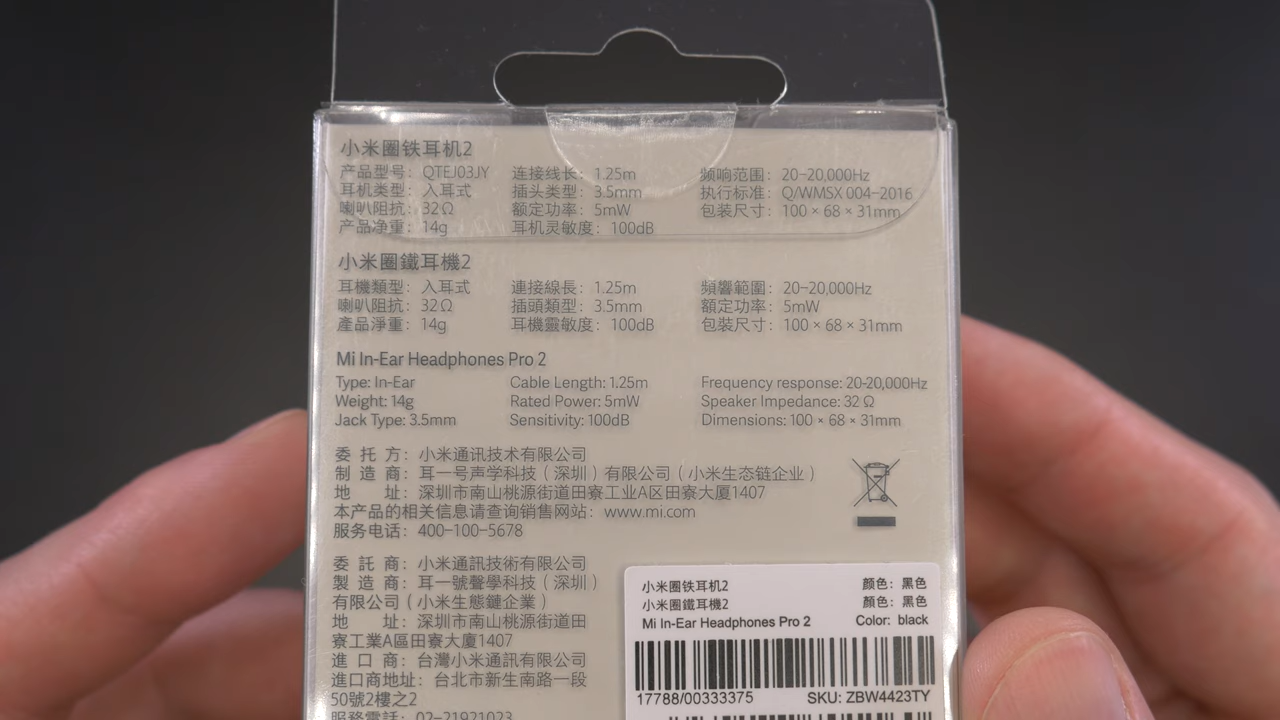 小米圈铁耳机2
产品型号：QTEJ03JY 连接线长：1.25m 频响范围：20-20,000Hz
耳机类型：入耳式 插头类型：3.5mm 执行标准：Q/WMSX 004-2016
喇叭阻抗：32Ω 额定功率：5mW 包装尺寸：100 × 68 × 31mm
产品净重：14g 耳机灵敏度：100dB
小米圈鐵耳機2
耳機類型：入耳式 連接線長：1.25m 頻響範圍：20-20,000Hz
喇叭阻抗：32Ω 插頭類型：3.5mm 額定功率：5mW
產品淨重：14g 耳機靈敏度：100dB 包裝尺寸：100 × 68 × 31mm
Mi In-Ear Headphones Pro 2
Type: In-Ear Cable Length: 1.25m Frequency response: 20-20,000Hz
Weight: 14g Rated Power: 5mW Speaker Impedance: 32 Ω
Jack Type: 3.5mm Sensitivity: 100dB Dimensions: 100 × 68 × 31mm
委托方：小米通讯技术有限公司
制造商：耳一号声学科技（深圳）有限公司（小米生态链企业）
地址：深圳市南山桃源街道田寮工业A区田寮大厦1407
本产品的相关信息请查询销售网站：www.mi.com
服务电话：400-100-5678
委託商：小米通訊技術有限公司
製造商：耳一號聲學科技（深圳）
有限公司（小米生態鏈企業）
地址：深圳市南山桃源街道田
寮工業A區田寮大廈1407
進口商：台灣小米通訊有限公司
進口商地址：台北市新生南路一段
50號2樓之2
服務電話：02-21921023
小米圈铁耳机2 颜色：黑色
小米圈鐵耳機2 顏色：黑色
Mi In-Ear Headphones Pro 2 Color: black
17788/00333375 SKU: ZBW4423TY